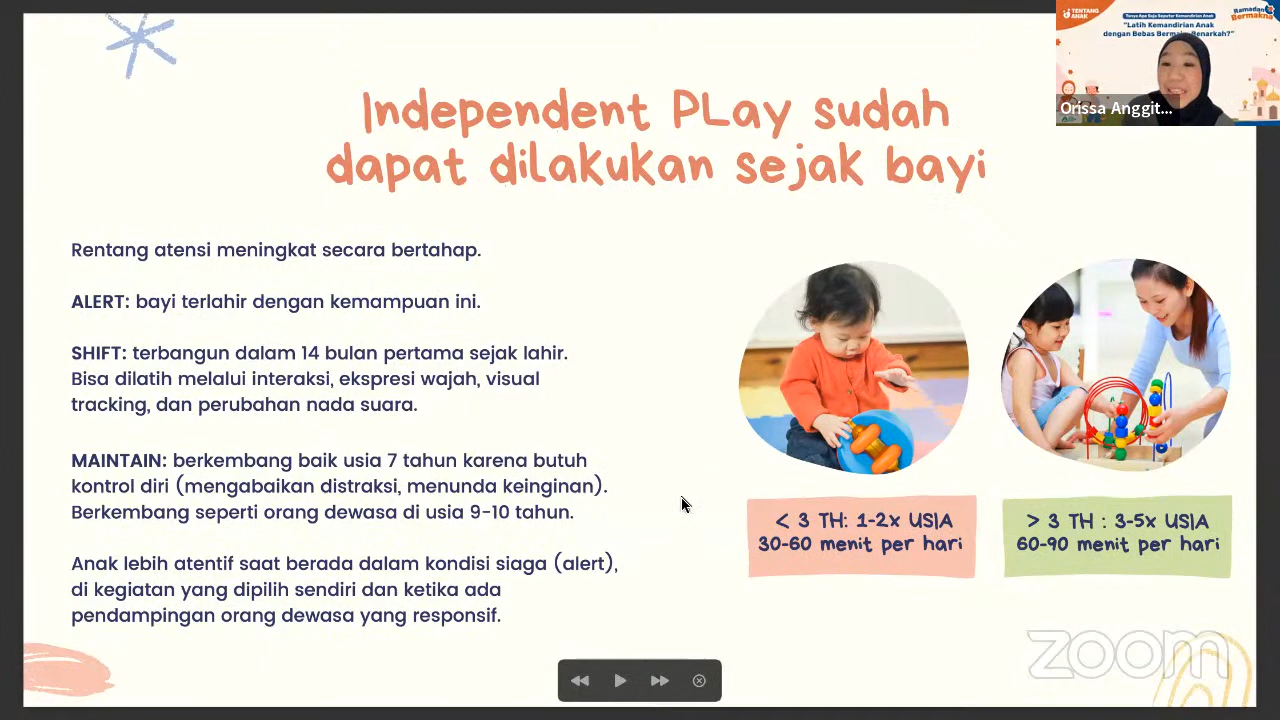 Independent PLay sudah
dapat dilakukan sejak bayi
Rentang atensi meningkat secara bertahap.
ALERT: bayi terlahir dengan kemampuan ini.
SHIFT: terbangun dalam 14 bulan pertama sejak lahir.
Bisa dilatih melalui interaksi, ekspresi wajah, visual
tracking, dan perubahan nada suara.
MAINTAIN: berkembang baik usia 7 tahun karena butuh
kontrol diri (mengabaikan distraksi, menunda keinginan).
Berkembang seperti orang dewasa di usia 9-10 tahun.
Anak lebih atentif saat berada dalam kondisi siaga (alert),
di kegiatan yang dipilih sendiri dan ketika ada
pendampingan orang dewasa yang responsif.
< 3 TH: 1-2x USIA
30-60 menit per hari
> 3 TH : 3-5x USIA
60-90 menit per hari
TENTANG
ANAK
Tanya Apa Saja Seputar Kemandirian Anak
"Latih Kemandirian Anak
dengan Bebas Bermain, Benarkah?"
Ramadan
Bermakna
Orissa Anggit...
zoom